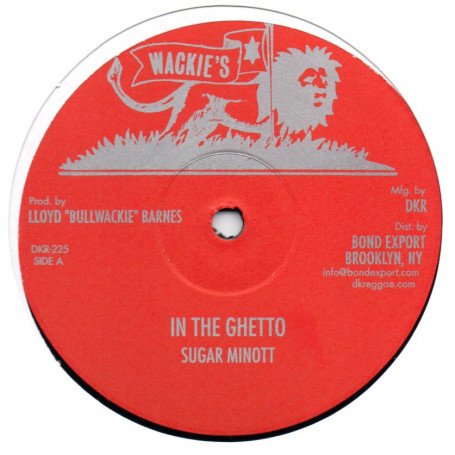 WACKIE'S
Prod. by
LLOYD "BULLWACKIE" BARNES
DKR-225
SIDE A
Mfg. by
DKR
Dist. by
BOND EXPORT
BROOKLYN, NY
info@bondexport.com
dkreggae.com
IN THE GHETTO
SUGAR MINOTT